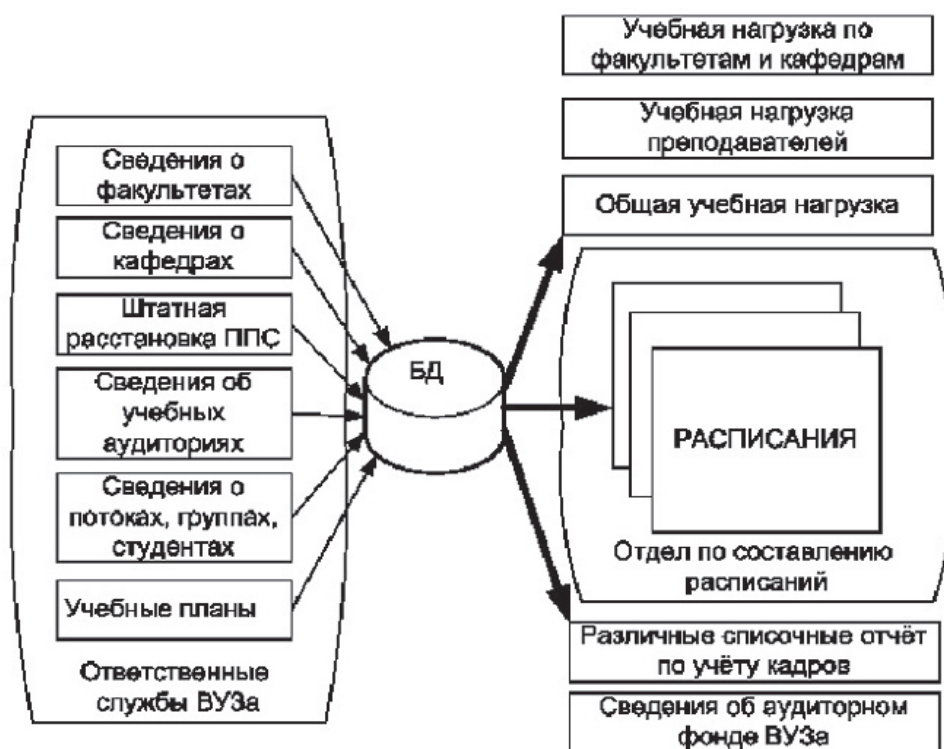 Сведения о
факультетах
Сведения о
кафедрах
Штатная
расстановка ППС
Сведения об
учебных
аудиториях
Сведения о
потоках, группах,
студентах
Учебные планы
Ответственные
службы ВУЗа
БД
Учебная нагрузка по
факультетам и кафедрам
Учебная нагрузка
преподавателей
Общая учебная нагрузка
РАСПИСАНИЯ
Отдел по составлению
расписаний
Различные списочные отчёт
по учёту кадров
Сведения об аудиторном
фонде ВУЗа